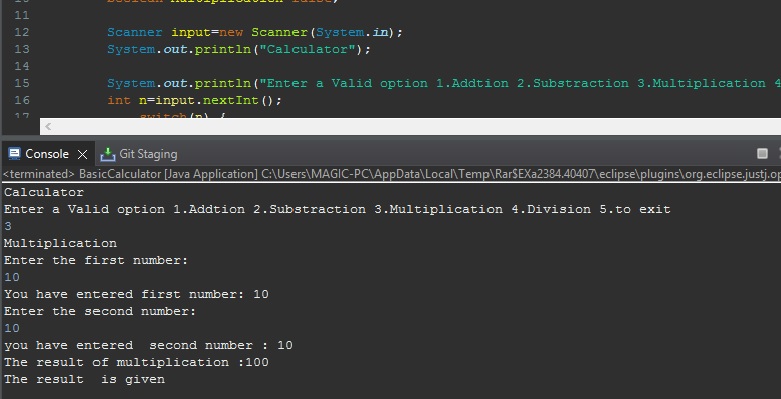 11
12 Scanner input=new Scanner(System.in);
13 System.out.println("Calculator");
14
15 System.out.println("Enter a Valid option 1.Addtion 2.Substraction 3.Multiplication 4
16 int n=input.nextInt();
17 switch(n) {
Console Git Staging
<terminated> BasicCalculator [Java Application] C:\Users\MAGIC-PC\AppData\Local\Temp\Rar$EXa2384.40407\eclipse\plugins\org.eclipse.justj.op
Calculator
Enter a Valid option 1.Addtion 2.Substraction 3.Multiplication 4.Division 5.to exit
3
Multiplication
Enter the first number:
10
You have entered first number: 10
Enter the second number:
10
you have entered  second number : 10
The result of multiplication :100
The result  is given